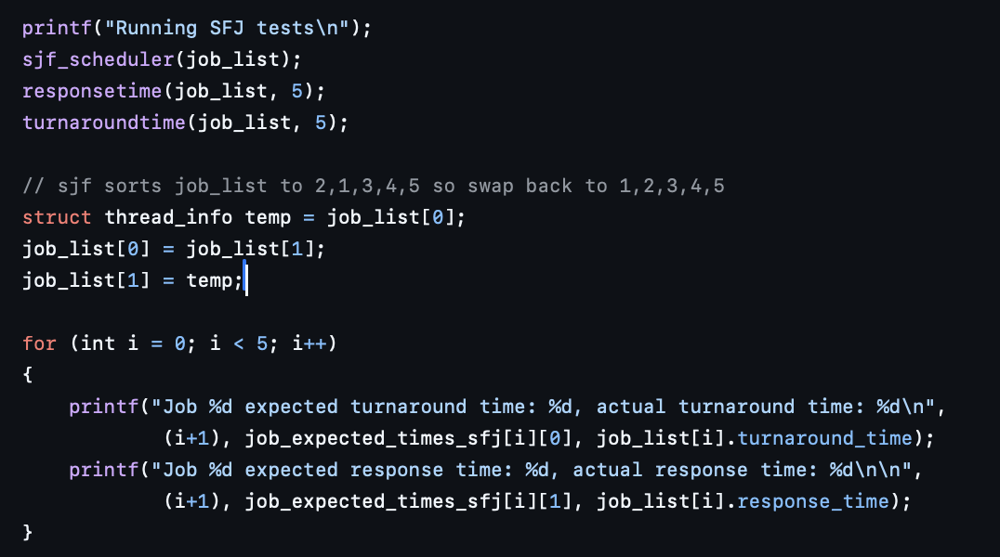 printf("Running SFJ tests\n");
sjf_scheduler(job_list);
responsetime(job_list, 5);
turnaroundtime(job_list, 5);
// sjf sorts job_list to 2,1,3,4,5 so swap back to 1,2,3,4,5
struct thread_info temp = job_list[0];
job_list[0] = job_list[1];
job_list[1] = temp;
for (int i = 0; i < 5; i++)
{
    printf("Job %d expected turnaround time: %d, actual turnaround time: %d\n",
            (i+1), job_expected_times_sfj[i][0], job_list[i].turnaround_time);
    printf("Job %d expected response time: %d, actual response time: %d\n\n",
            (i+1), job_expected_times_sfj[i][1], job_list[i].response_time);
}